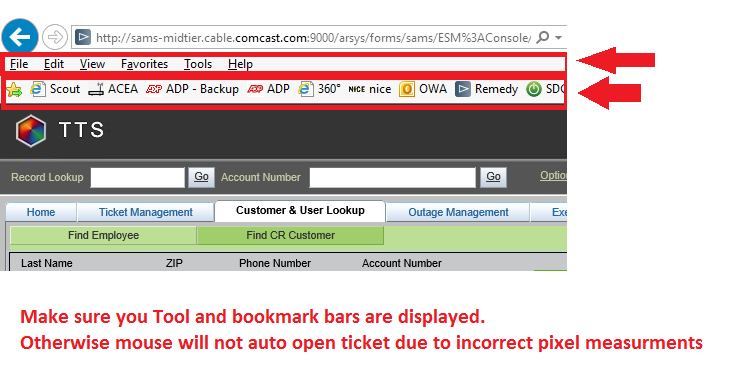 http://sams-midtier.cable.comcast.com:9000/arsys/forms/sams/ESM%3AConsole/
File Edit View Favorites Tools Help
Scout ACEA ADP ADP - Backup ADP ADP 360° NICE nice OWA Remedy SDC
TTS
Record Lookup Go Account Number Go Option
Home Ticket Management Customer & User Lookup Outage Management Exe
Find Employee Find CR Customer
Last Name ZIP Phone Number Account Number
Make sure you Tool and bookmark bars are displayed.
Otherwise mouse will not auto open ticket due to incorrect pixel measurments